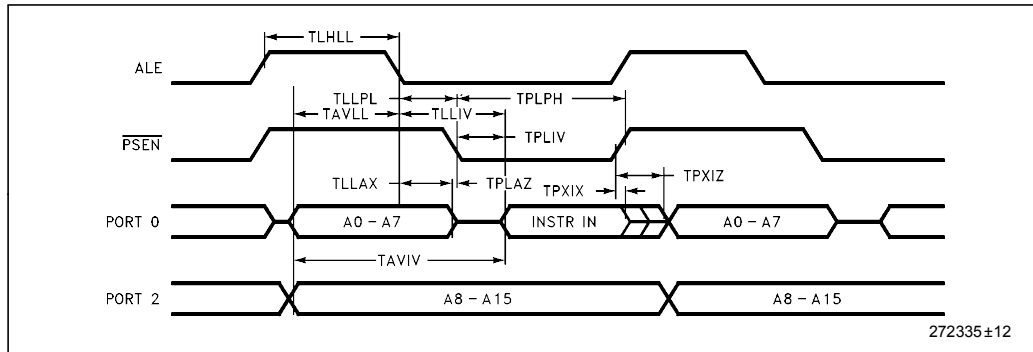 TLHLL
ALE
TLLPL
TPLPH
TAVLL
TLLIV
PSEN
TPLIV
TLLAX
TPLAZ
TPXIX
TPXIZ
PORT 0
A0 – A7
INSTR IN
A0 – A7
TAVIV
PORT 2
A8 – A15
A8 – A15
272335±12